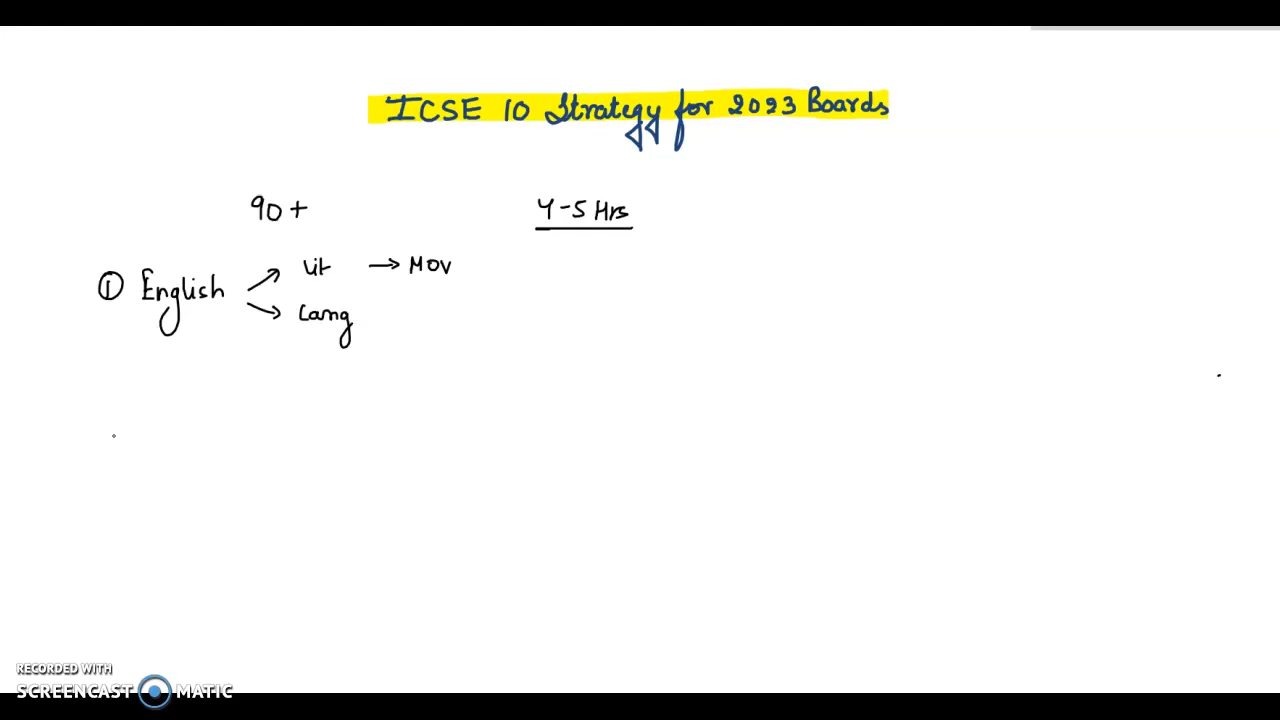 ICSE 10 Strategy for 2023 Boards
90+ 4-5 Hrs
① English → Lit → MOV
→ Lang
RECORDED WITH
SCREENCAST MATIC